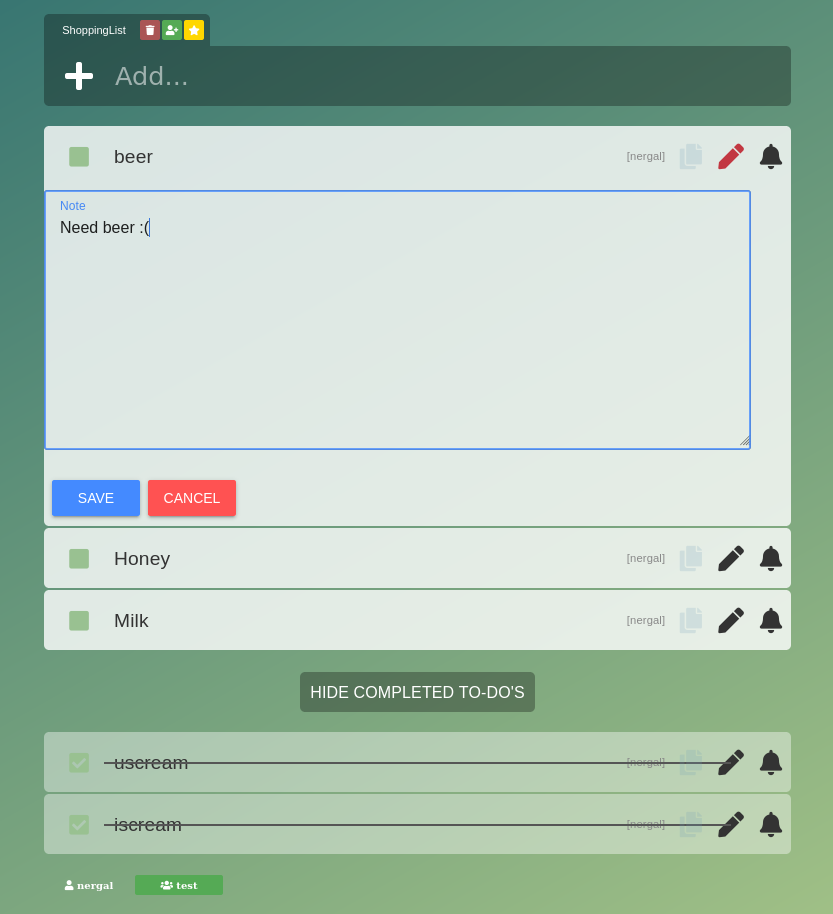 ShoppingList
Add...
beer [nergal]
Note
Need beer :(
SAVE CANCEL
Honey [nergal]
Milk [nergal]
HIDE COMPLETED TO-DO'S
uscream [nergal]
iscream [nergal]
nergal test